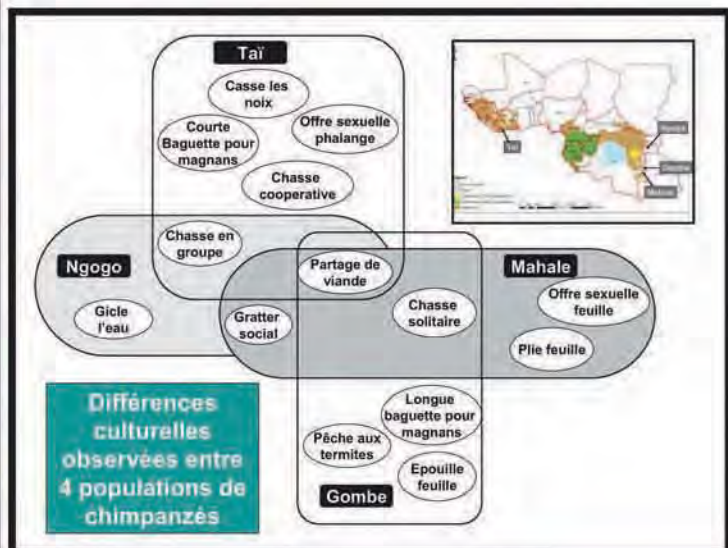 Taï
Casse les
noix
Courte
Baguette pour
magnans
Offre sexuelle
phalange
Chasse
cooperative
Taï
Ngogo
Chasse en
groupe
Partage de
viande
Mahale
Gicle
l'eau
Gratter
social
Chasse
solitaire
Offre sexuelle
feuille
Plie feuille
Différences
culturelles
observées entre
4 populations de
chimpanzés
Longue
baguette pour
magnans
Pêche aux
termites
Epouille
feuille
Gombe